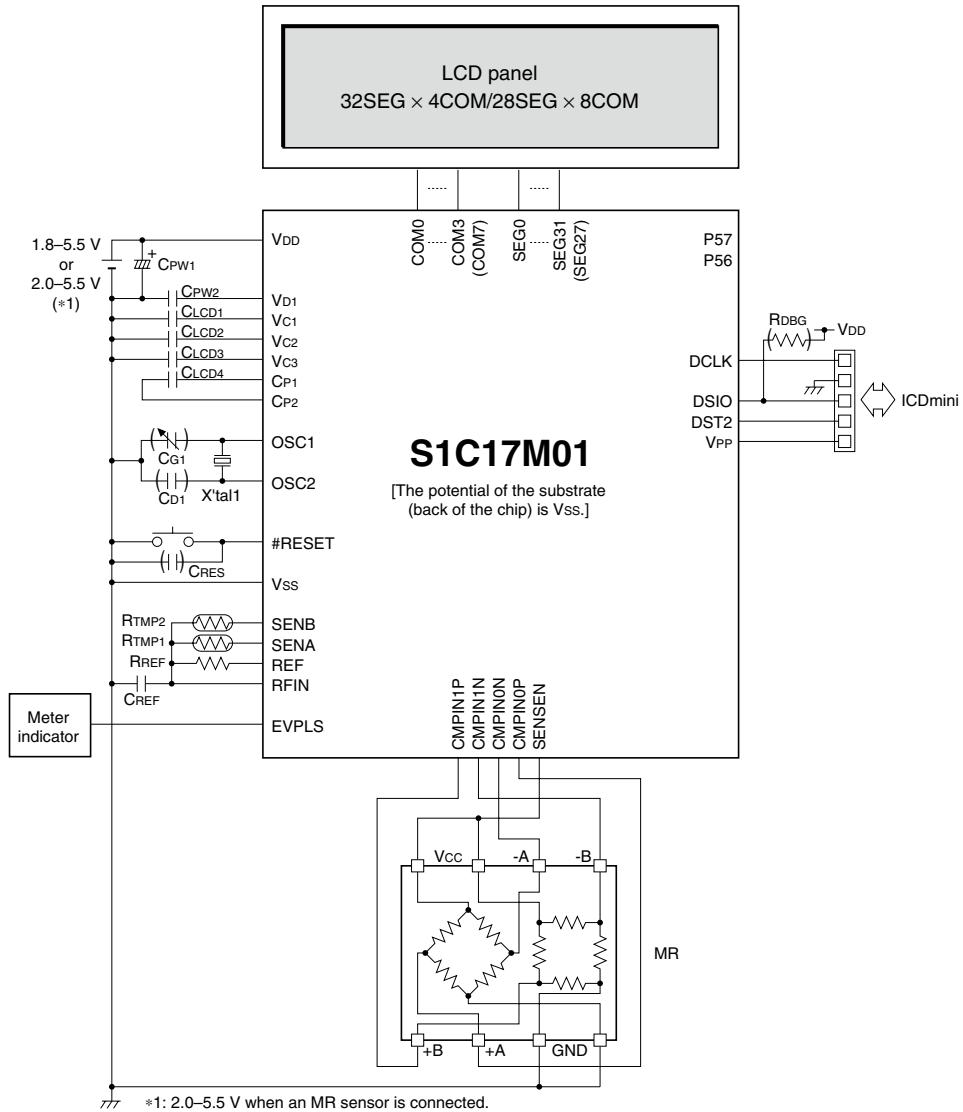 LCD panel
32SEG × 4COM/28SEG × 8COM
COM0
COM3
(COM7)
SEG0
SEG31
(SEG27)
1.8–5.5 V
or
2.0–5.5 V
(*1)
+
CPW1
VDD
P57
P56
CPW2
VD1
CLCD1
VC1
CLCD2
VC2
CLCD3
VC3
CLCD4
CP1
CP2
RDBG
VDD
DCLK
DSIO
DST2
VPP
ICDmini
CG1
CD1
X'tal1
OSC1
OSC2
S1C17M01
[The potential of the substrate
(back of the chip) is VSS.]
#RESET
CRES
VSS
RTMP2
SENB
RTMP1
SENA
RREF
REF
CREF
RFIN
Meter
indicator
EVPLS
CMPIN1P
CMPIN1N
CMPIN0N
CMPIN0P
SENSEN
VCC
-A
-B
MR
+B
+A
GND
*1: 2.0–5.5 V when an MR sensor is connected.